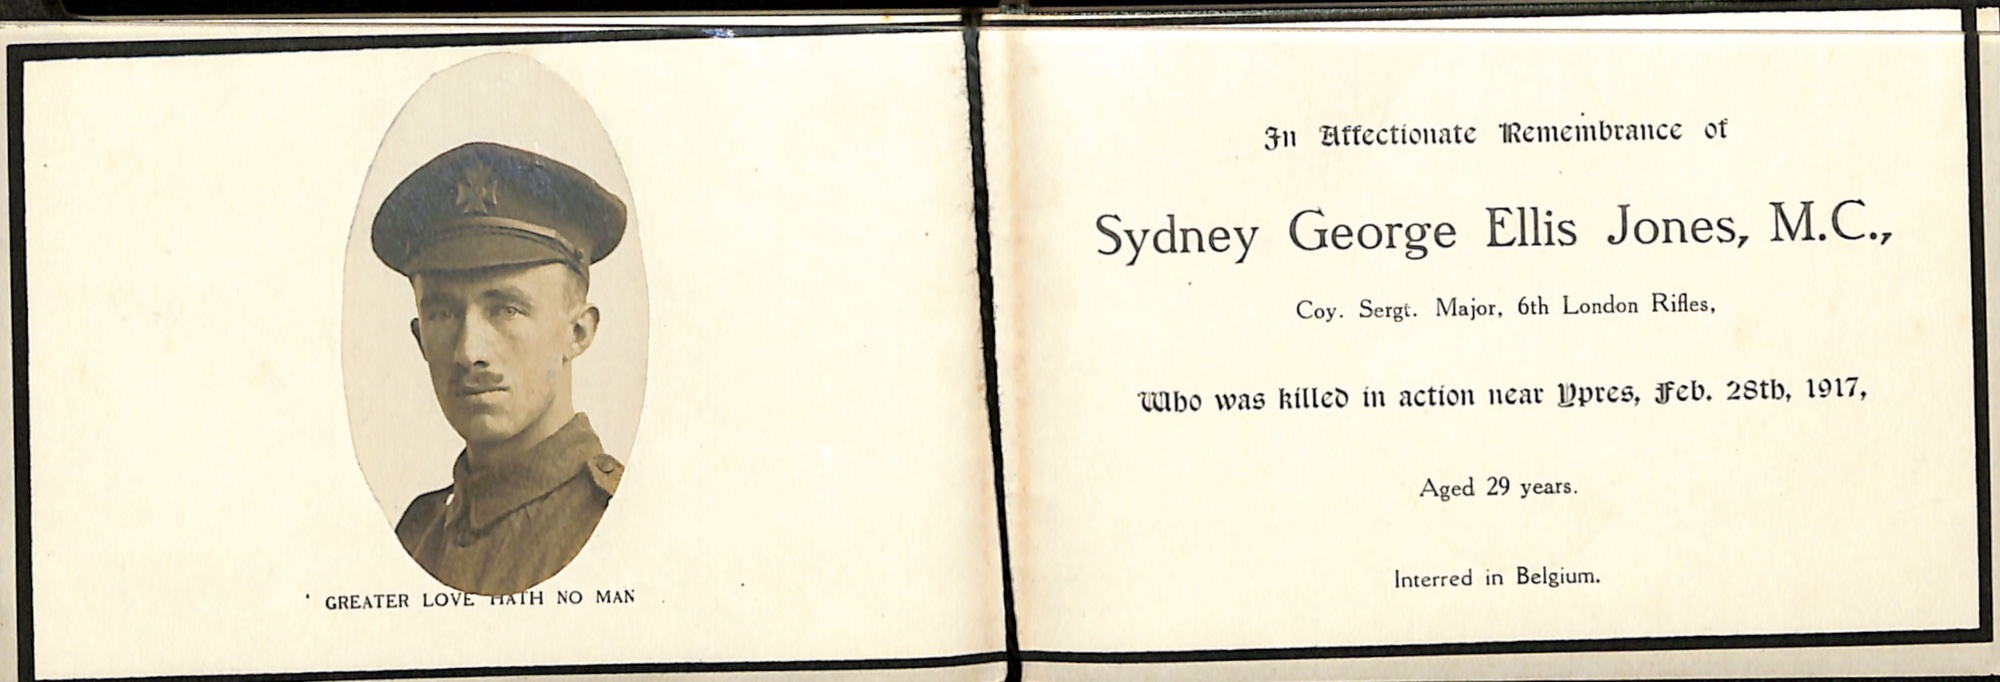 ' GREATER LOVE HATH NO MAN
In Affectionate Remembrance of
Sydney George Ellis Jones, M.C.,
Coy. Sergt. Major, 6th London Rifles,
Who was killed in action near Ypres, Feb. 28th, 1917,
Aged 29 years.
Interred in Belgium.